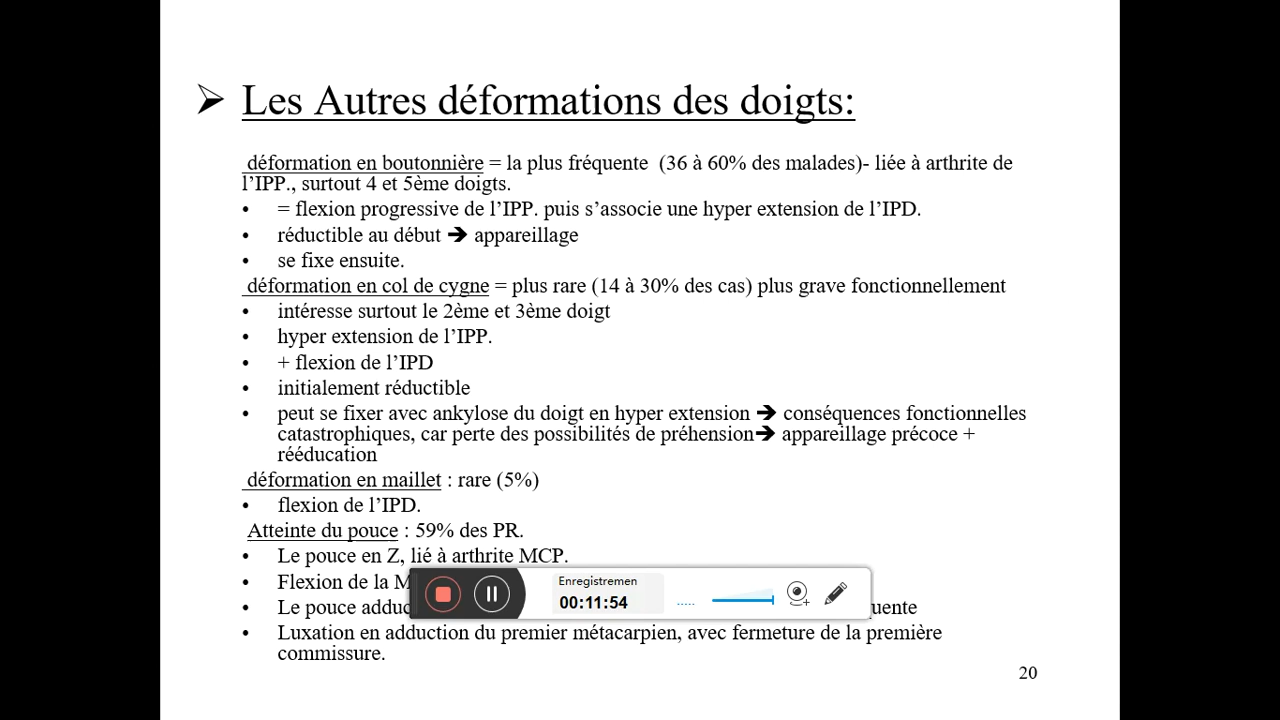 ➢ Les Autres déformations des doigts:
déformation en boutonnière = la plus fréquente (36 à 60% des malades)- liée à arthrite de
l'IPP., surtout 4 et 5ème doigts.
• = flexion progressive de l'IPP. puis s'associe une hyper extension de l'IPD.
• réductible au début ➔ appareillage
• se fixe ensuite.
déformation en col de cygne = plus rare (14 à 30% des cas) plus grave fonctionnellement
• intéresse surtout le 2ème et 3ème doigt
• hyper extension de l'IPP.
• + flexion de l'IPD
• initialement réductible
• peut se fixer avec ankylose du doigt en hyper extension ➔ conséquences fonctionnelles
catastrophiques, car perte des possibilités de préhension➔ appareillage précoce +
rééducation
déformation en maillet : rare (5%)
• flexion de l'IPD.
Atteinte du pouce : 59% des PR.
• Le pouce en Z, lié à arthrite MCP.
• Flexion de la M
• Le pouce adduc
Enregistremen
00:11:54
• Luxation en adduction du premier métacarpien, avec fermeture de la première
commissure.
20